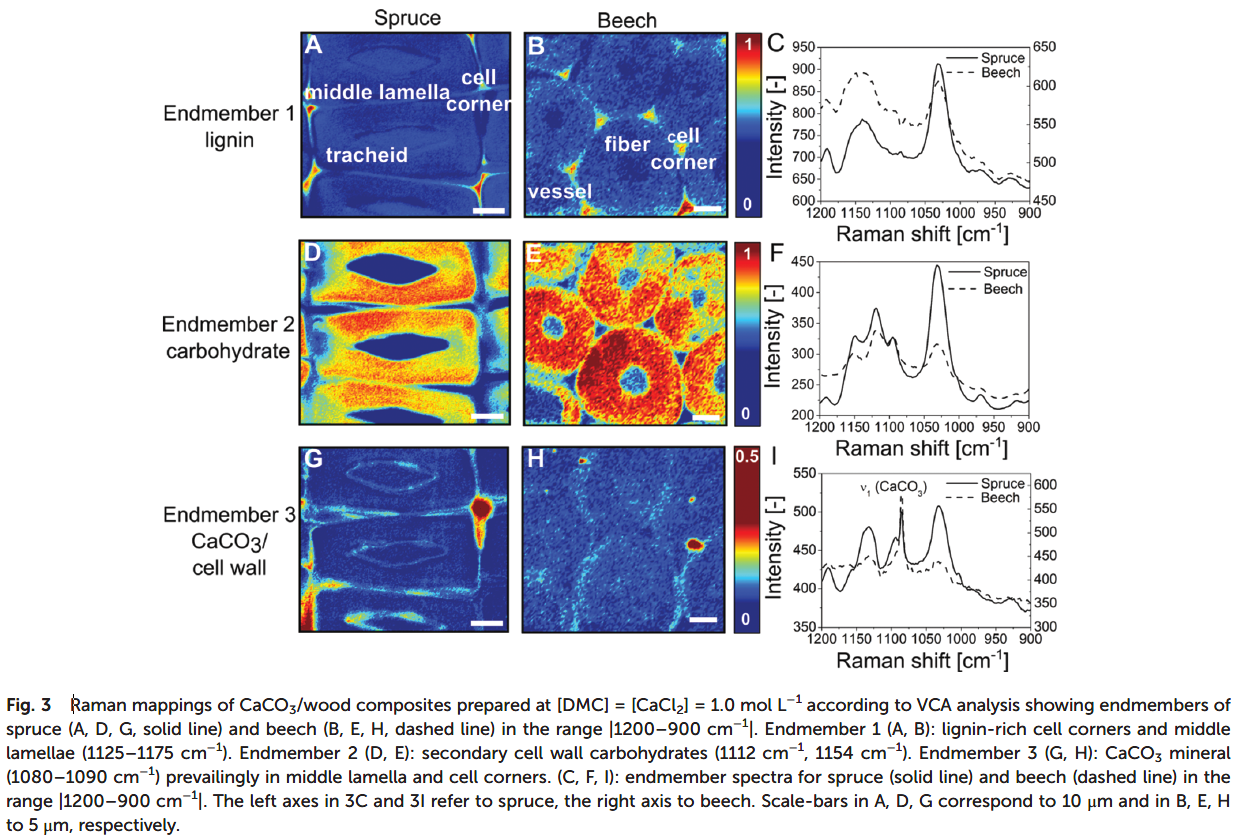 Spruce
Beech
Endmember 1
lignin
A
middle lamella
cell
corner
tracheid
B
fiber
cell
corner
vessel
1
0
C
Intensity [-]
950
900
850
800
750
700
650
600
Spruce
Beech
650
600
550
500
450
1200 1150 1100 1050 1000 950 900
Raman shift [cm-1]
Endmember 2
carbohydrate
D
E
1
0
F
Intensity [-]
450
400
350
300
250
200
Spruce
Beech
1200 1150 1100 1050 1000 950 900
Raman shift [cm-1]
Endmember 3
CaCO3/
cell wall
G
H
0.5
0
I
Intensity [-]
550
500
450
400
350
ν1 (CaCO3)
Spruce
Beech
600
550
500
450
400
350
300
1200 1150 1100 1050 1000 950 900
Raman shift [cm-1]
Fig. 3 Raman mappings of CaCO3/wood composites prepared at [DMC] = [CaCl2] = 1.0 mol L−1 according to VCA analysis showing endmembers of
spruce (A, D, G, solid line) and beech (B, E, H, dashed line) in the range |1200–900 cm−1|. Endmember 1 (A, B): lignin-rich cell corners and middle
lamellae (1125–1175 cm−1). Endmember 2 (D, E): secondary cell wall carbohydrates (1112 cm−1, 1154 cm−1). Endmember 3 (G, H): CaCO3 mineral
(1080–1090 cm−1) prevailingly in middle lamella and cell corners. (C, F, I): endmember spectra for spruce (solid line) and beech (dashed line) in the
range |1200–900 cm−1|. The left axes in 3C and 3I refer to spruce, the right axis to beech. Scale-bars in A, D, G correspond to 10 μm and in B, E, H
to 5 μm, respectively.